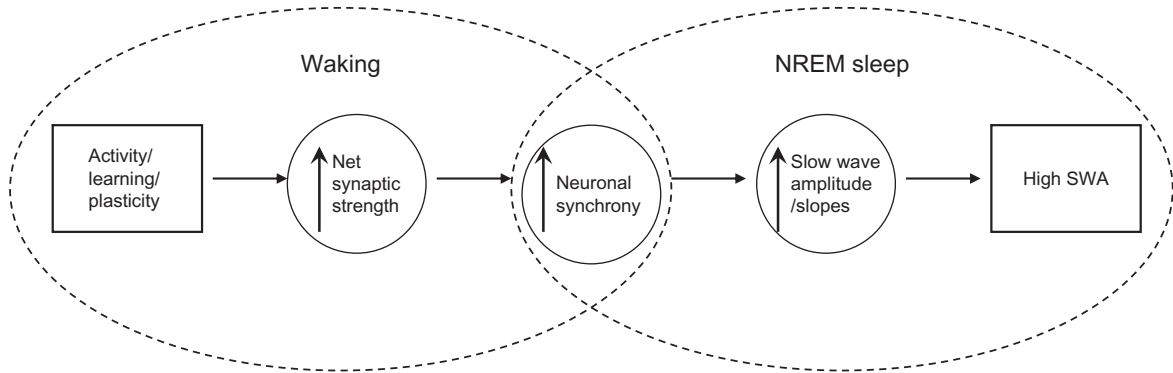 Waking
NREM sleep
Activity/
learning/
plasticity
Net
synaptic
strength
Neuronal
synchrony
Slow wave
amplitude
/slopes
High SWA